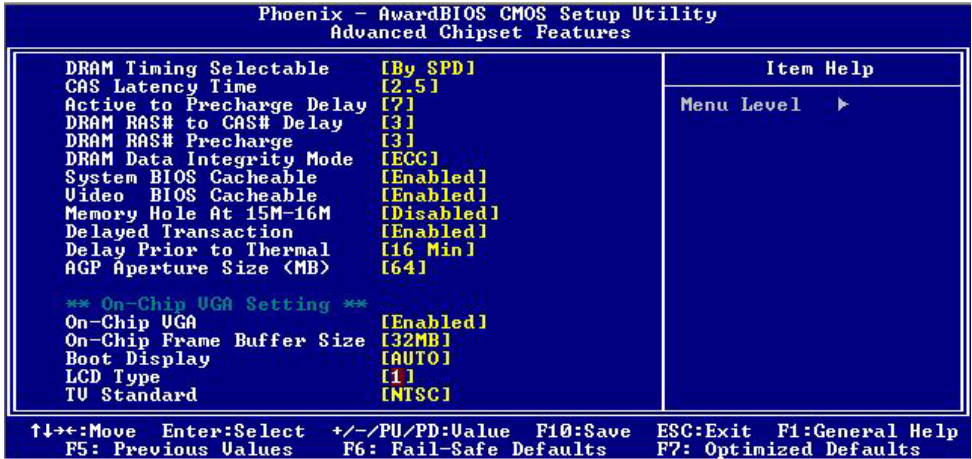 Phoenix - AwardBIOS CMOS Setup Utility
Advanced Chipset Features
DRAM Timing Selectable [By SPD]
CAS Latency Time [2.5]
Active to Precharge Delay [7]
DRAM RAS# to CAS# Delay [3]
DRAM RAS# Precharge [3]
DRAM Data Integrity Mode [ECC]
System BIOS Cacheable [Enabled]
Video BIOS Cacheable [Enabled]
Memory Hole At 15M-16M [Disabled]
Delayed Transaction [Enabled]
Delay Prior to Thermal [16 Min]
AGP Aperture Size (MB) [64]
** On-Chip VGA Setting **
On-Chip VGA [Enabled]
On-Chip Frame Buffer Size [32MB]
Boot Display [AUTO]
LCD Type [1]
TV Standard [NTSC]
Item Help
Menu Level ►
↑↓→←:Move Enter:Select +/-/PU/PD:Value F10:Save ESC:Exit F1:General Help
F5: Previous Values F6: Fail-Safe Defaults F7: Optimized Defaults